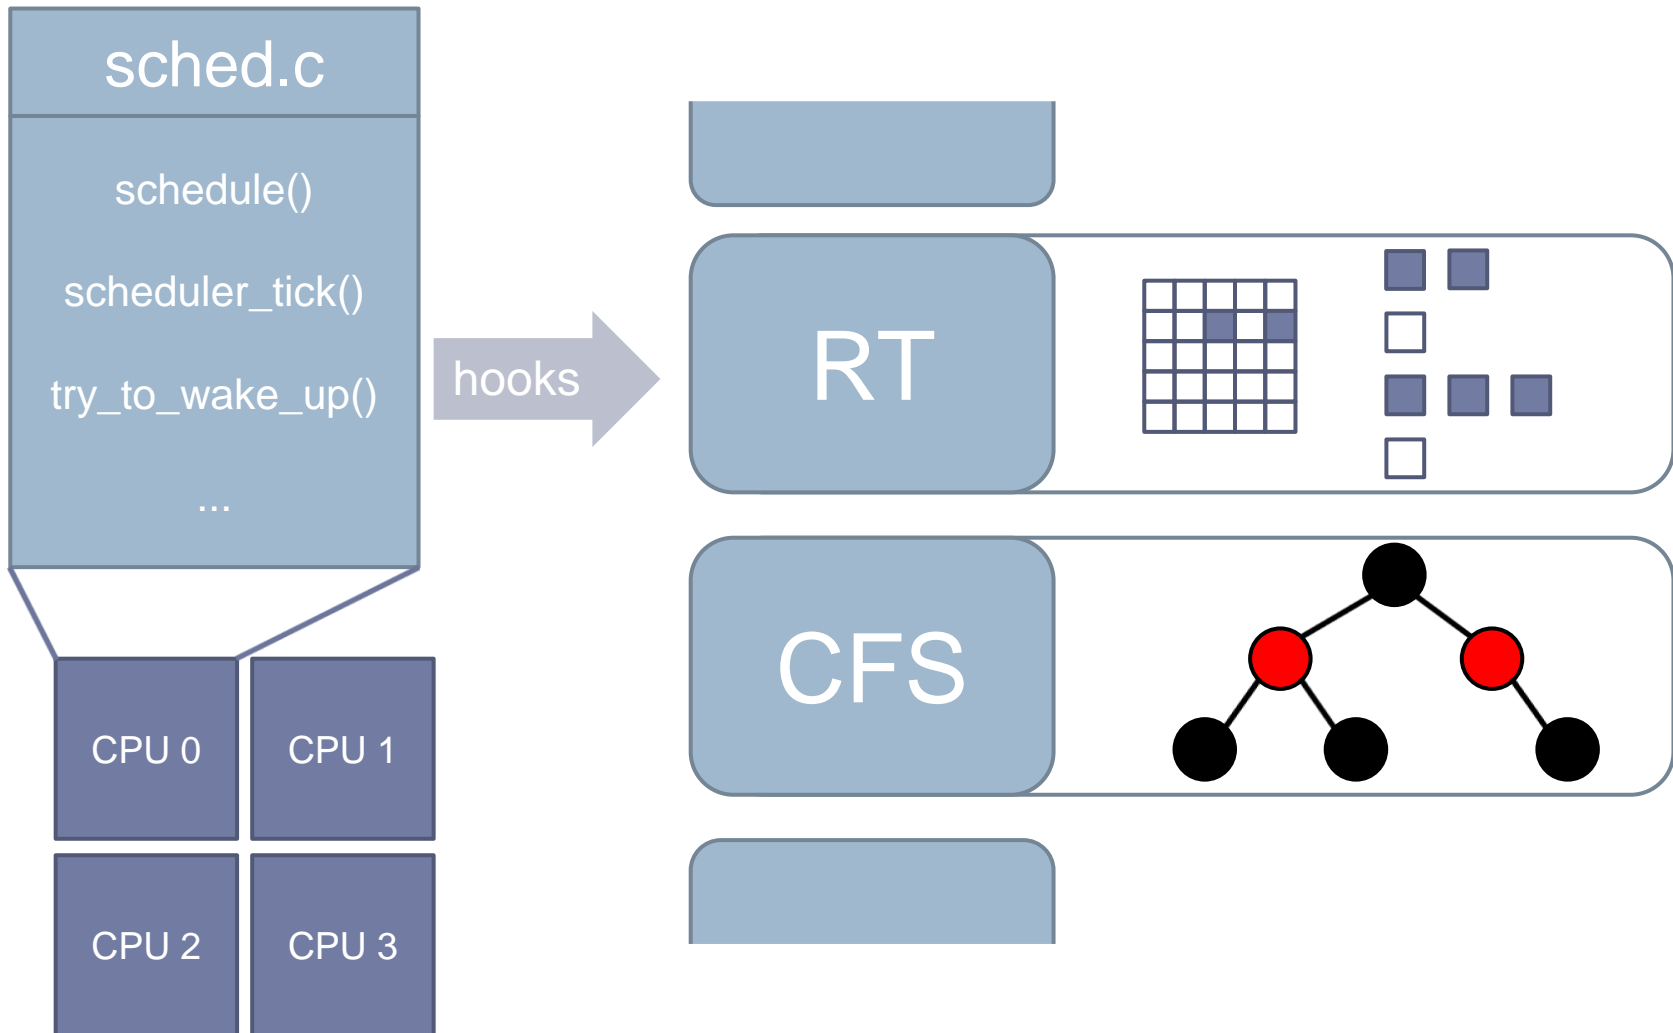 sched.c
schedule()
scheduler_tick()
try_to_wake_up()
...
hooks
RT
CFS
CPU 0
CPU 1
CPU 2
CPU 3